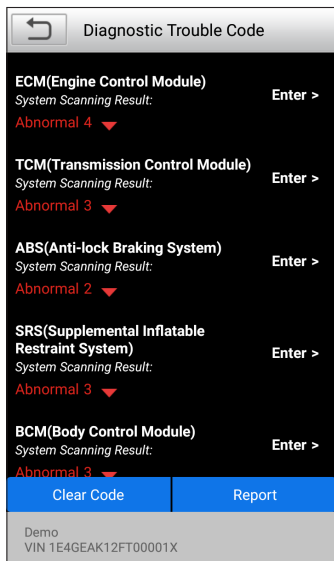 Diagnostic Trouble Code
ECM(Engine Control Module)
System Scanning Result:
Enter >
Abnormal 4
TCM(Transmission Control Module)
System Scanning Result:
Enter >
Abnormal 3
ABS(Anti-lock Braking System)
System Scanning Result:
Enter >
Abnormal 2
SRS(Supplemental Inflatable
Restraint System)
Enter >
System Scanning Result:
Abnormal 3
BCM(Body Control Module)
System Scanning Result:
Enter >
Abnormal 3
Clear Code
Report
Demo
VIN 1E4GEAK12FT00001X